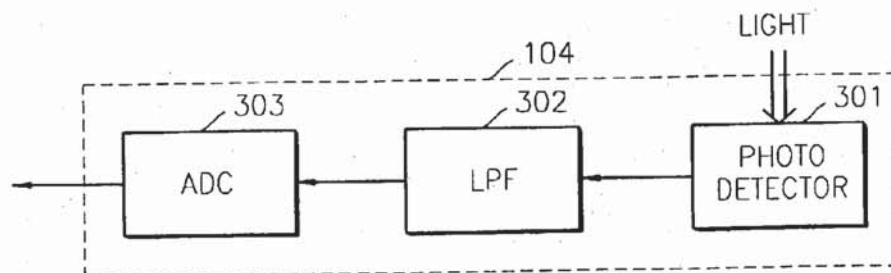 LIGHT
104
303
302
301
ADC
LPF
PHOTO
DETECTOR